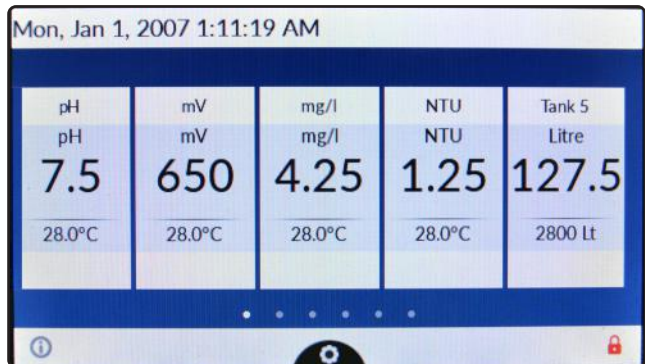 Mon, Jan 1, 2007 1:11:19 AM
pH mV mg/l NTU Tank 5
pH mV mg/l NTU Litre
7.5 650 4.25 1.25 127.5
28.0°C 28.0°C 28.0°C 28.0°C 2800 Lt